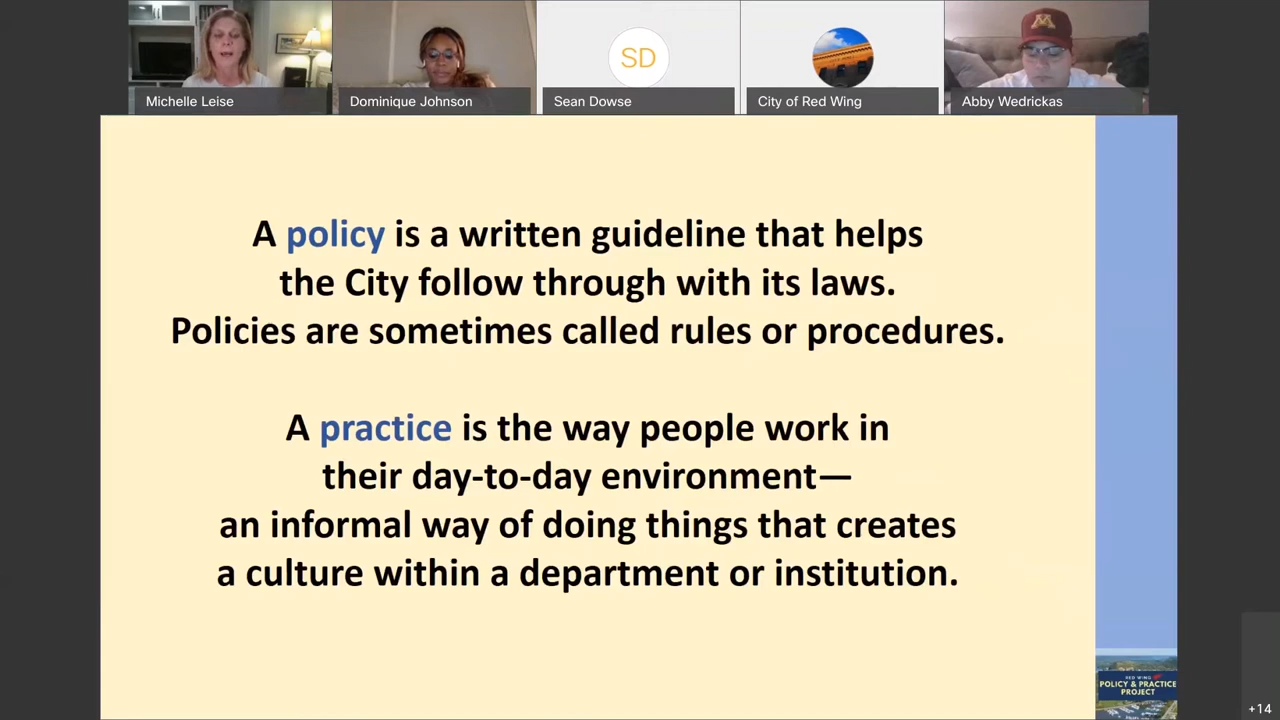 SD
Michelle Leise
Dominique Johnson
Sean Dowse
City of Red Wing
Abby Wedrickas
A policy is a written guideline that helps
the City follow through with its laws.
Policies are sometimes called rules or procedures.
A practice is the way people work in
their day-to-day environment—
an informal way of doing things that creates
a culture within a department or institution.
RED WING
POLICY & PRACTICE
PROJECT
+14